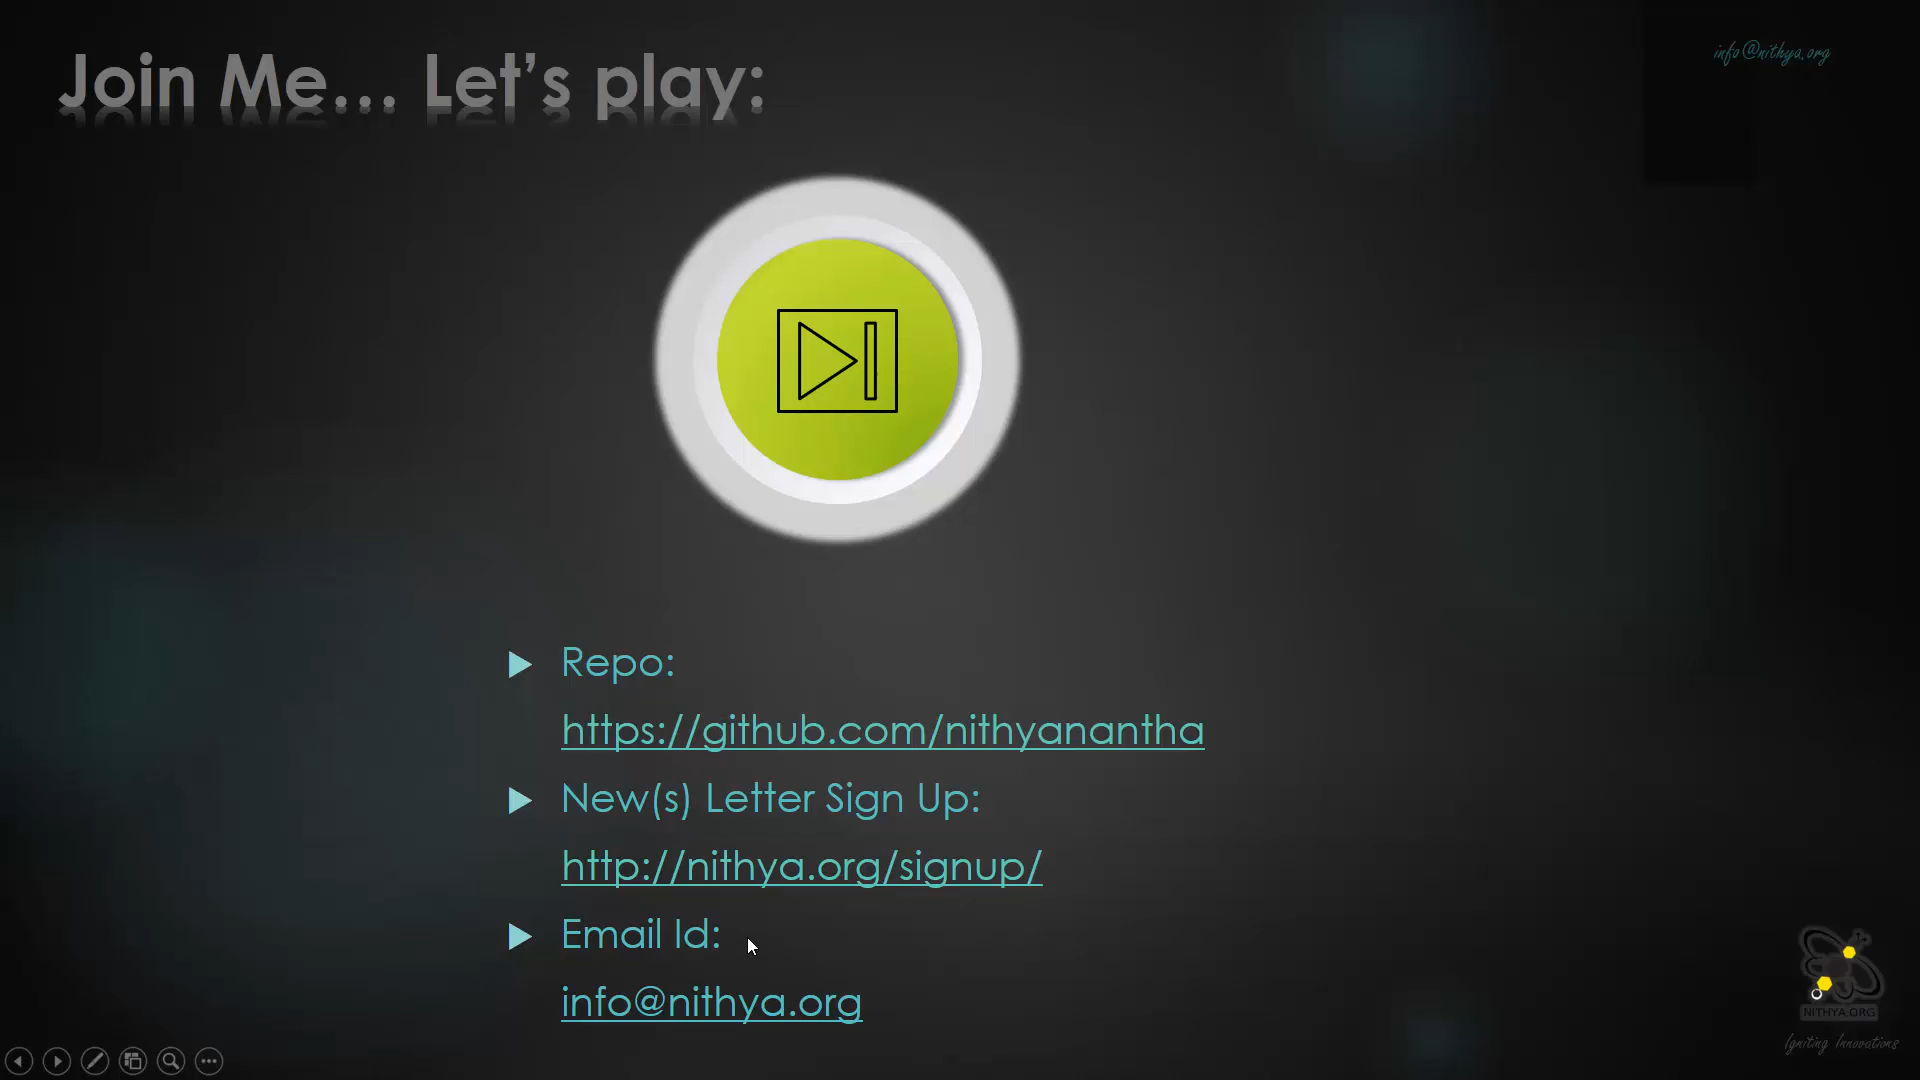 Join Me... Let's play:
info@nithya.org
Repo:
https://github.com/nithyanantha
New(s) Letter Sign Up:
http://nithya.org/signup/
Email Id:
info@nithya.org
NITHYA.ORG
Igniting Innovations